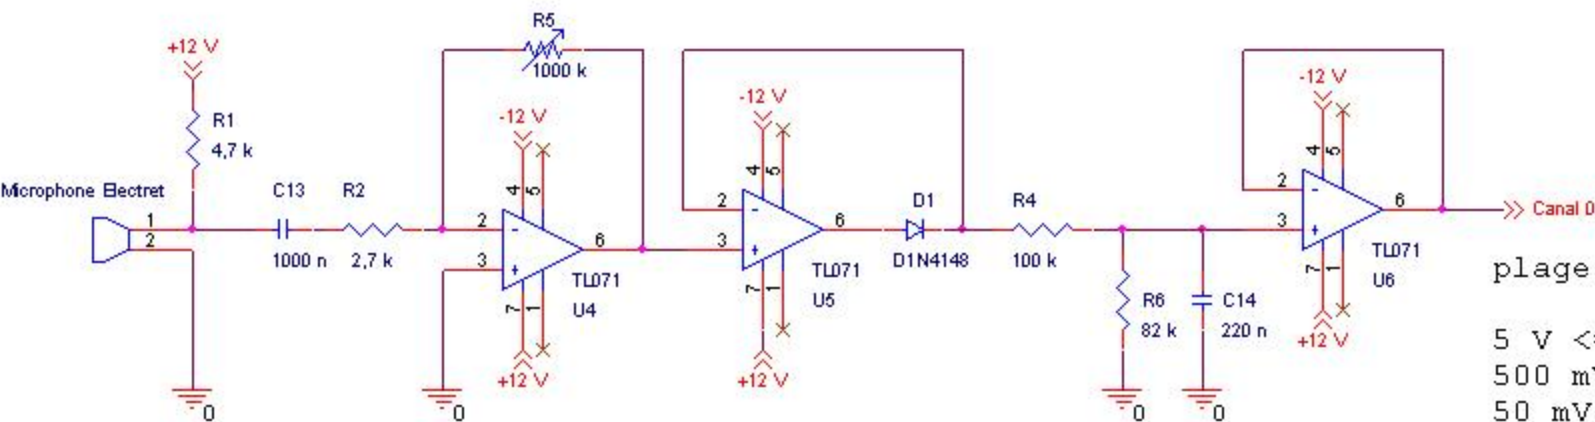 +12 V
R1
4,7 k
Microphone Electret
1
2
C13
1000 n
R2
2,7 k
R5
1000 k
-12 V
4
5
2
3
6
7
1
TL071
U4
+12 V
-12 V
4
5
2
3
6
7
1
TL071
U5
+12 V
D1
D1N4148
R4
100 k
R6
82 k
C14
220 n
-12 V
4
5
2
3
6
7
1
TL071
U6
+12 V
Canal 0
0
0
0
0
plage
5 V <
500 m
50 mV